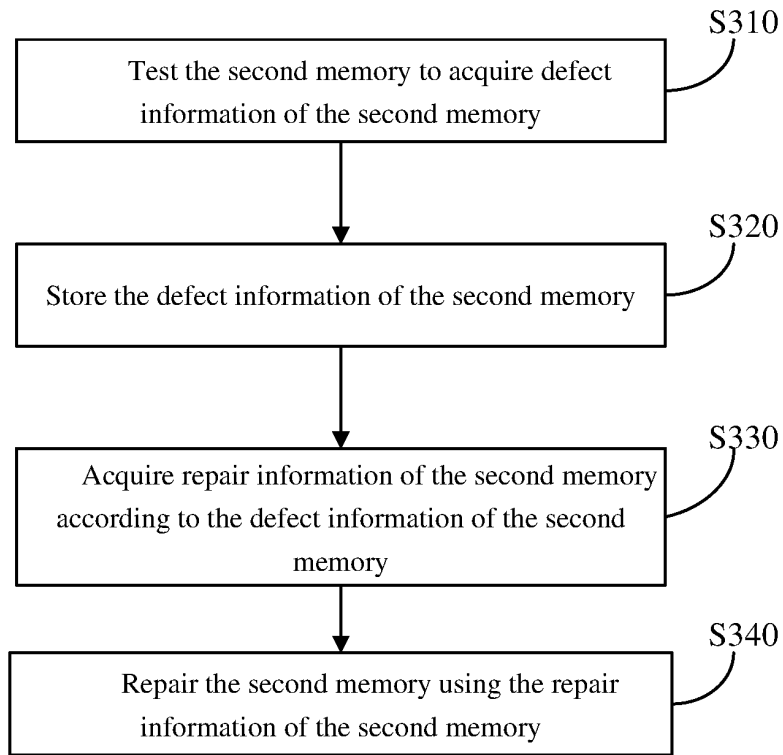 S310
Test the second memory to acquire defect
information of the second memory
S320
Store the defect information of the second memory
S330
Acquire repair information of the second memory
according to the defect information of the second
memory
S340
Repair the second memory using the repair
information of the second memory